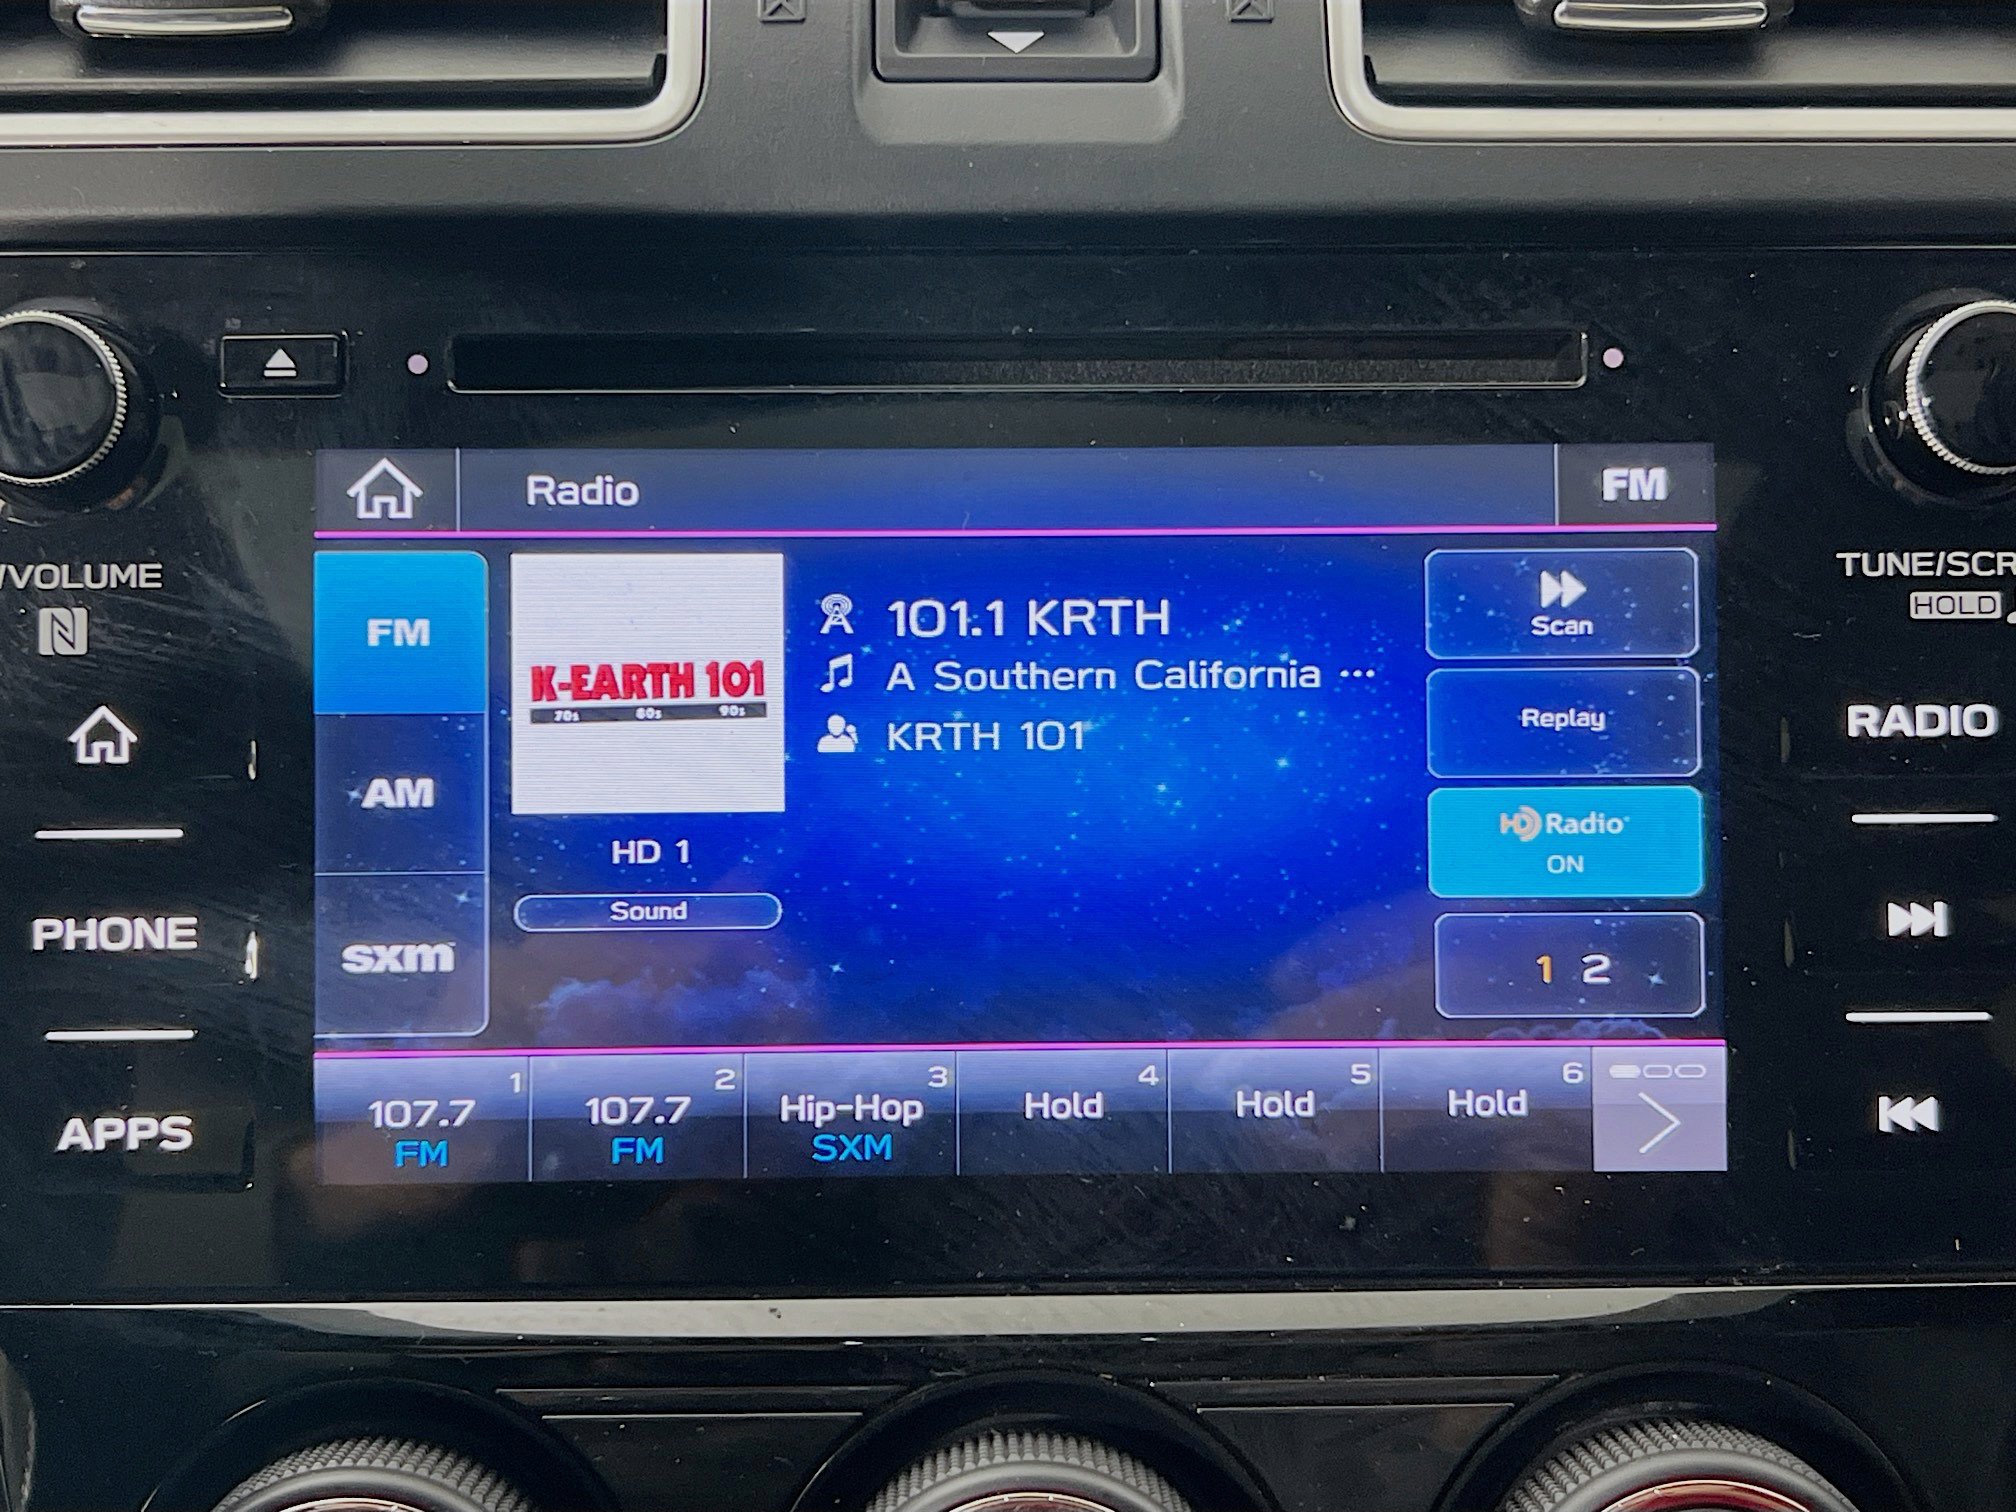 Radio
FM
FM
AM
sxm
K-EARTH 101
70s 80s 90s
HD 1
Sound
101.1 KRTH
A Southern California ...
KRTH 101
Scan
Replay
HD Radio
ON
1 2
1
107.7
FM
2
107.7
FM
3
Hip-Hop
SXM
4
Hold
5
Hold
6
Hold
/VOLUME
N
PHONE
APPS
TUNE/SCR
HOLD
RADIO